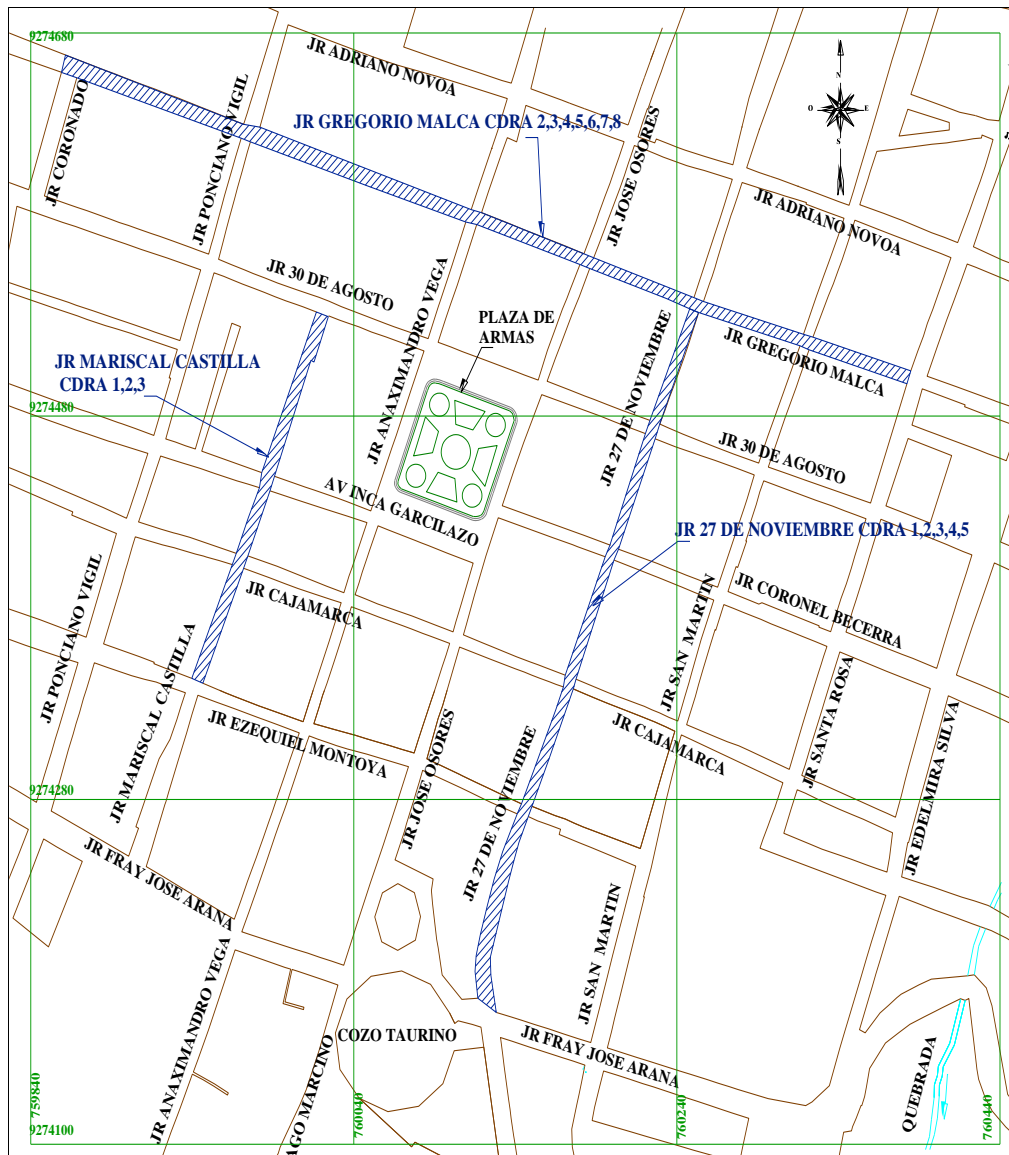 9274680
JR ADRIANO NOVOA
N
O
E
S
JR CORONADO
JR PONCIANO VIGIL
JR GREGORIO MALCA CDRA 2,3,4,5,6,7,8
JR JOSE OSORES
JR ADRIANO NOVOA
JR 30 DE AGOSTO
JR ANAXIMANDRO VEGA
PLAZA DE
ARMAS
JR 27 DE NOVIEMBRE
JR GREGORIO MALCA
JR MARISCAL CASTILLA
CDRA 1,2,3
9274480
JR 30 DE AGOSTO
AV INCA GARCILAZO
JR 27 DE NOVIEMBRE CDRA 1,2,3,4,5
JR PONCIANO VIGIL
JR CAJAMARCA
JR SAN MARTIN
JR CORONEL BECERRA
JR MARISCAL CASTILLA
JR EZEQUIEL MONTOYA
JR JOSE OSORES
JR 27 DE NOVIEMBRE
JR CAJAMARCA
JR SANTA ROSA
JR EDELMIRA SILVA
9274280
JR FRAY JOSE ARANA
JR SAN MARTIN
JR ANAXIMANDRO VEGA
COZO TAURINO
AGO MARCINO
JR FRAY JOSE ARANA
QUEBRADA
759840
760040
760240
760440
9274100